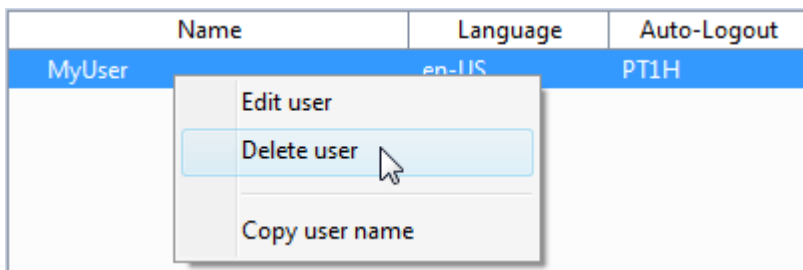 Name Language Auto-Logout
MyUser en-US PT1H
Edit user
Delete user
Copy user name